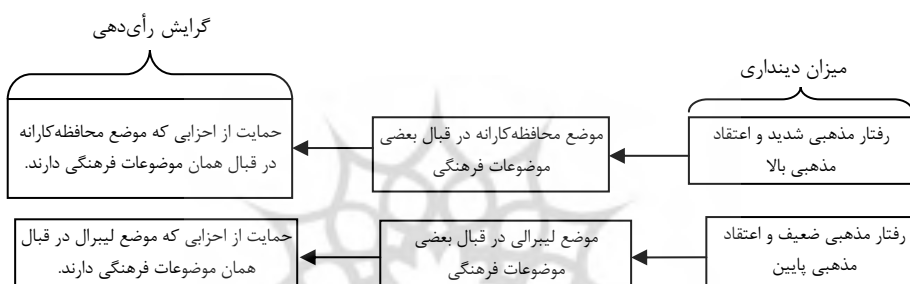 گرایش رأی‌دهی
میزان دینداری
رفتار مذهبی شدید و اعتقاد
مذهبی بالا
موضع محافظه‌کارانه در قبال بعضی
موضوعات فرهنگی
حمایت از احزابی که موضع محافظه‌کارانه
در قبال همان موضوعات فرهنگی دارند.
رفتار مذهبی ضعیف و اعتقاد
مذهبی پایین
موضع لیبرالی در قبال بعضی
موضوعات فرهنگی
حمایت از احزابی که موضع لیبرال در قبال
همان موضوعات فرهنگی دارند.